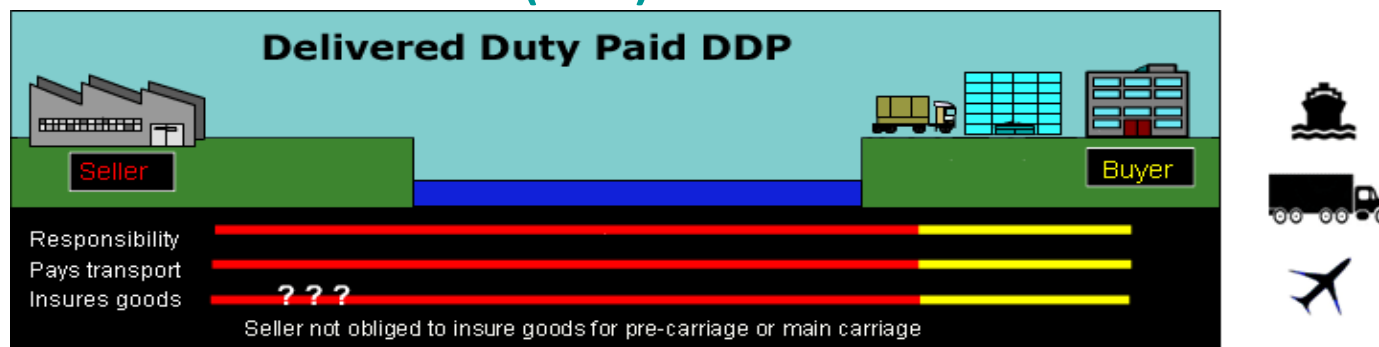 Delivered Duty Paid DDP
Seller
Buyer
Responsibility
Pays transport
Insures goods ? ? ?
Seller not obliged to insure goods for pre-carriage or main carriage